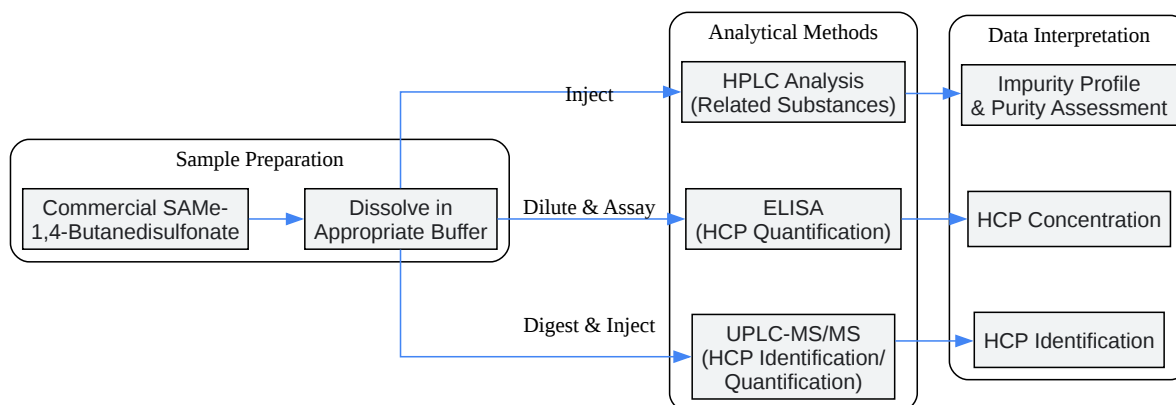 Analytical Methods
Data Interpretation
HPLC Analysis
(Related Substances)
Impurity Profile
& Purity Assessment
Inject
Sample Preparation
Commercial SAMe-
1,4-Butanedisulfonate
Dissolve in
Appropriate Buffer
Dilute & Assay
ELISA
(HCP Quantification)
HCP Concentration
Digest & Inject
UPLC-MS/MS
(HCP Identification/
Quantification)
HCP Identification